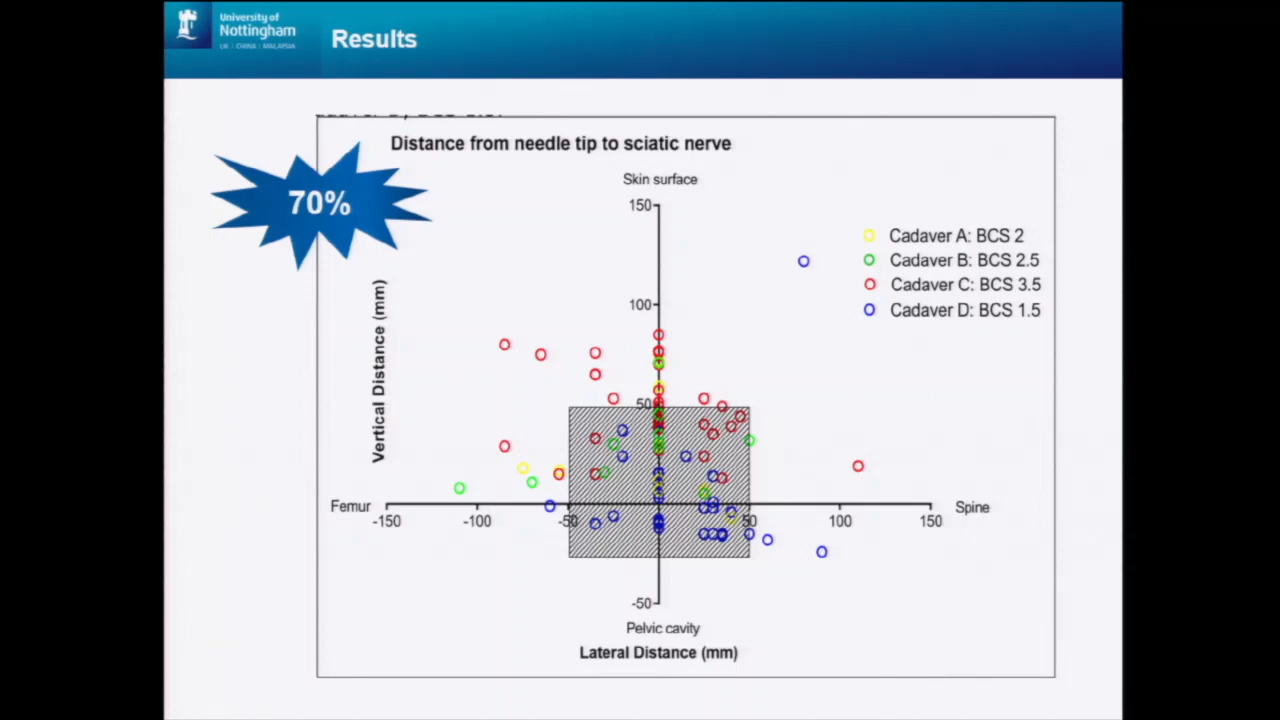 University of
Nottingham
UK | CHINA | MALAYSIA
Results
Distance from needle tip to sciatic nerve
70%
Skin surface
150
Cadaver A: BCS 2
Cadaver B: BCS 2.5
Cadaver C: BCS 3.5
Cadaver D: BCS 1.5
100
Vertical Distance (mm)
50
Femur
Spine
-150
-100
-50
50
100
150
-50
Pelvic cavity
Lateral Distance (mm)